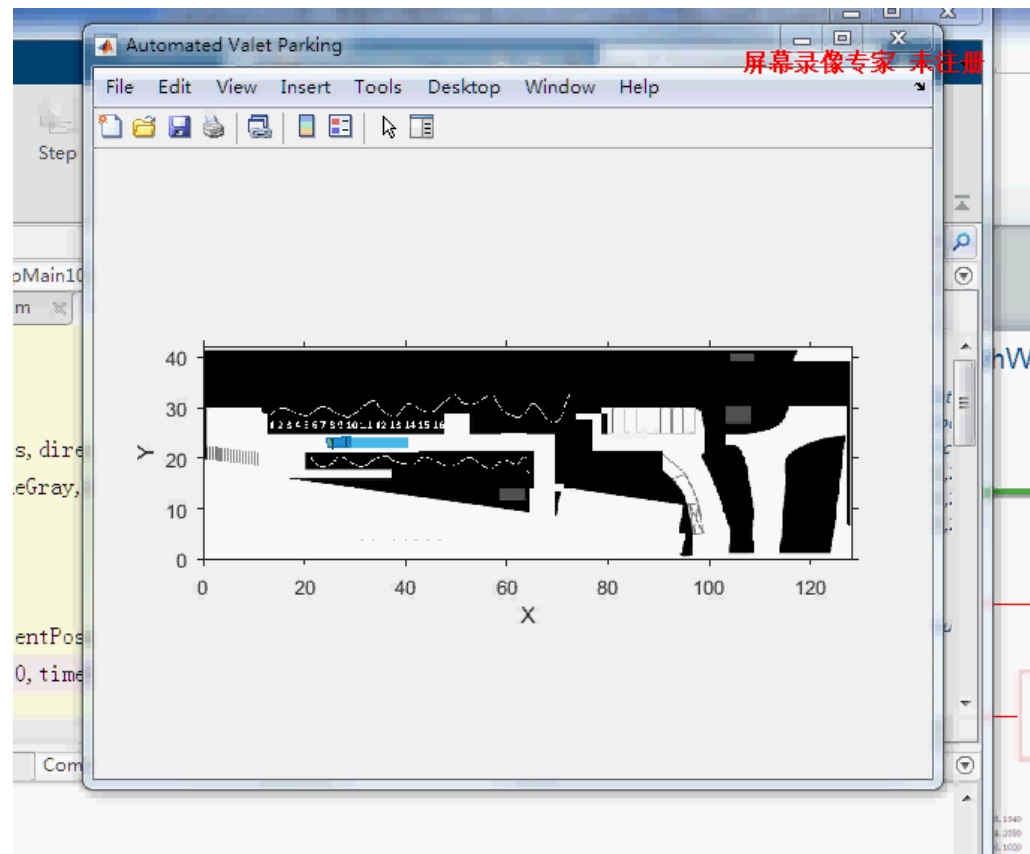 Automated Valet Parking
屏幕录像专家 未注册
File Edit View Insert Tools Desktop Window Help
Step
pMain10
m
s, dire
eGray,
entPos
0, time
Com
40
30
20
10
0
1 2 3 4 5 6 7 8 9 10 11 12 13 14 15 16
Y
0 20 40 60 80 100 120
X